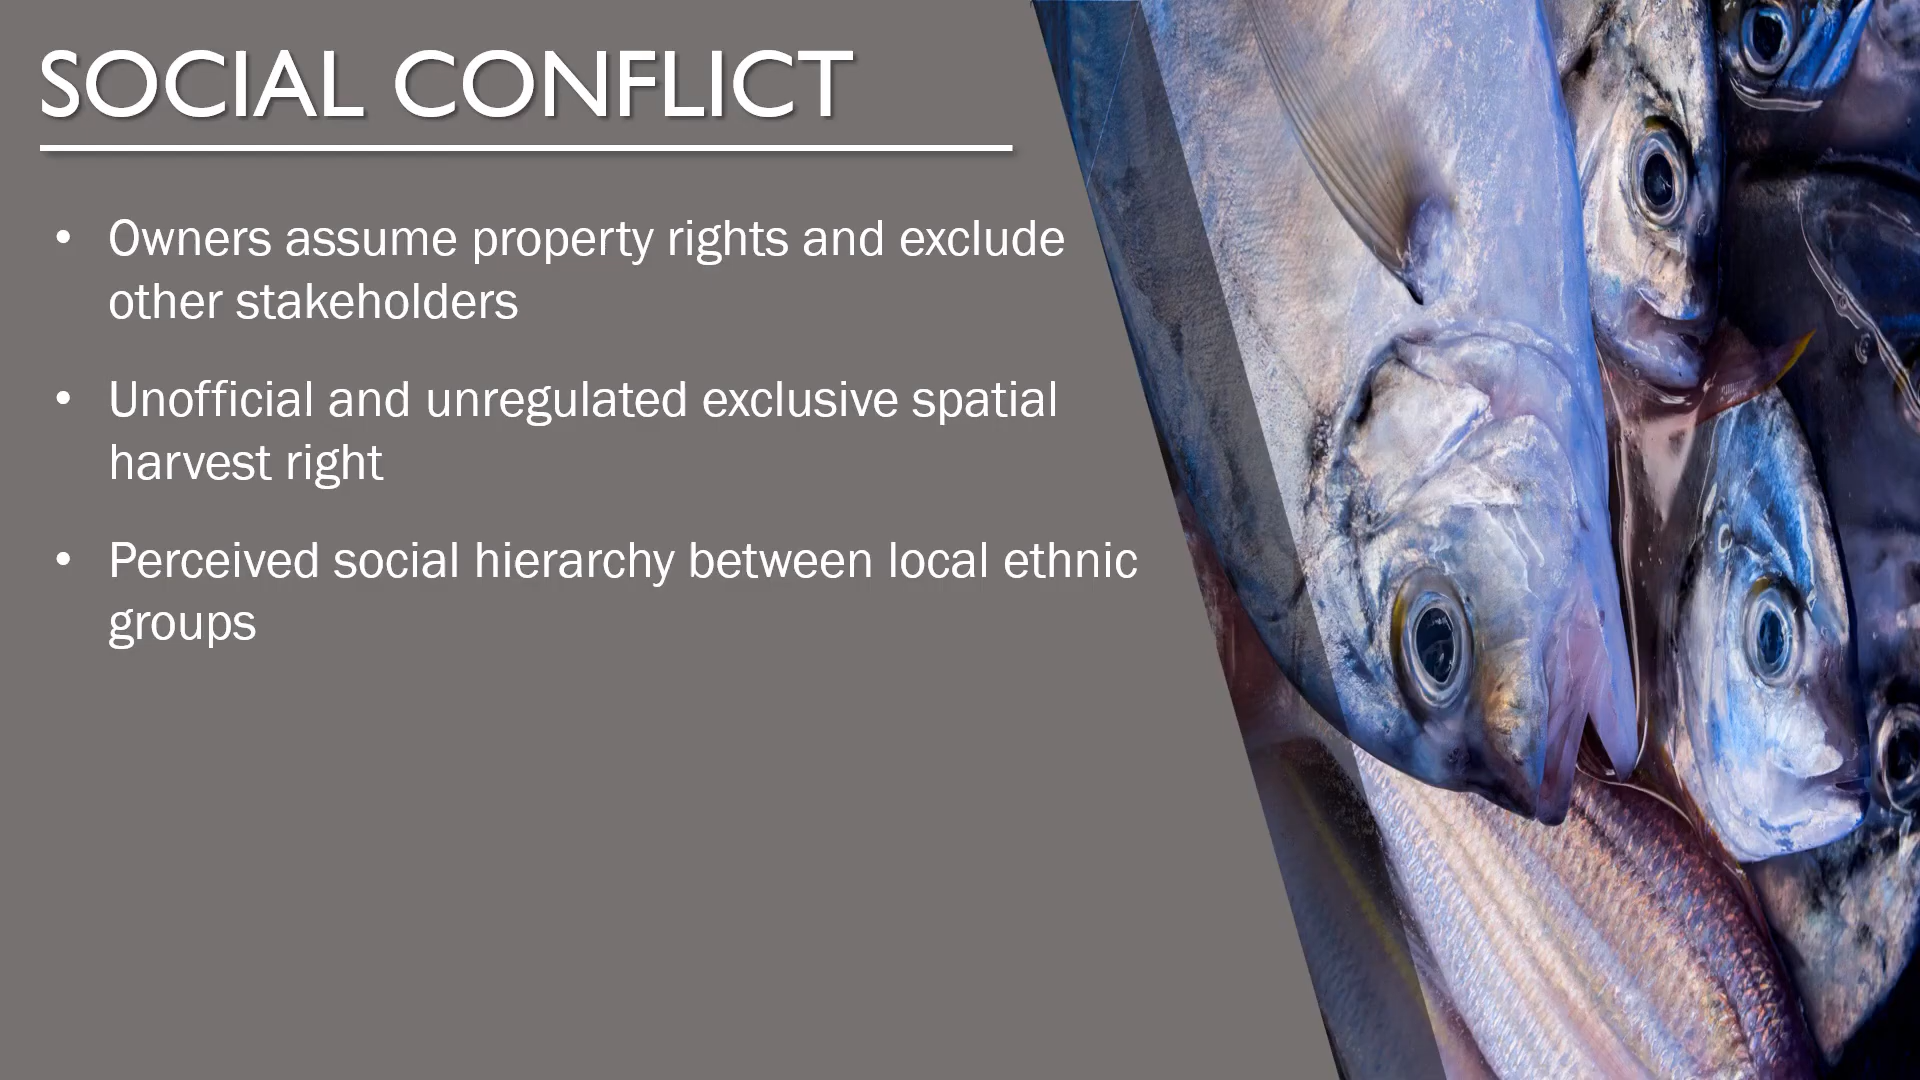 SOCIAL CONFLICT
• Owners assume property rights and exclude
other stakeholders
• Unofficial and unregulated exclusive spatial
harvest right
• Perceived social hierarchy between local ethnic
groups